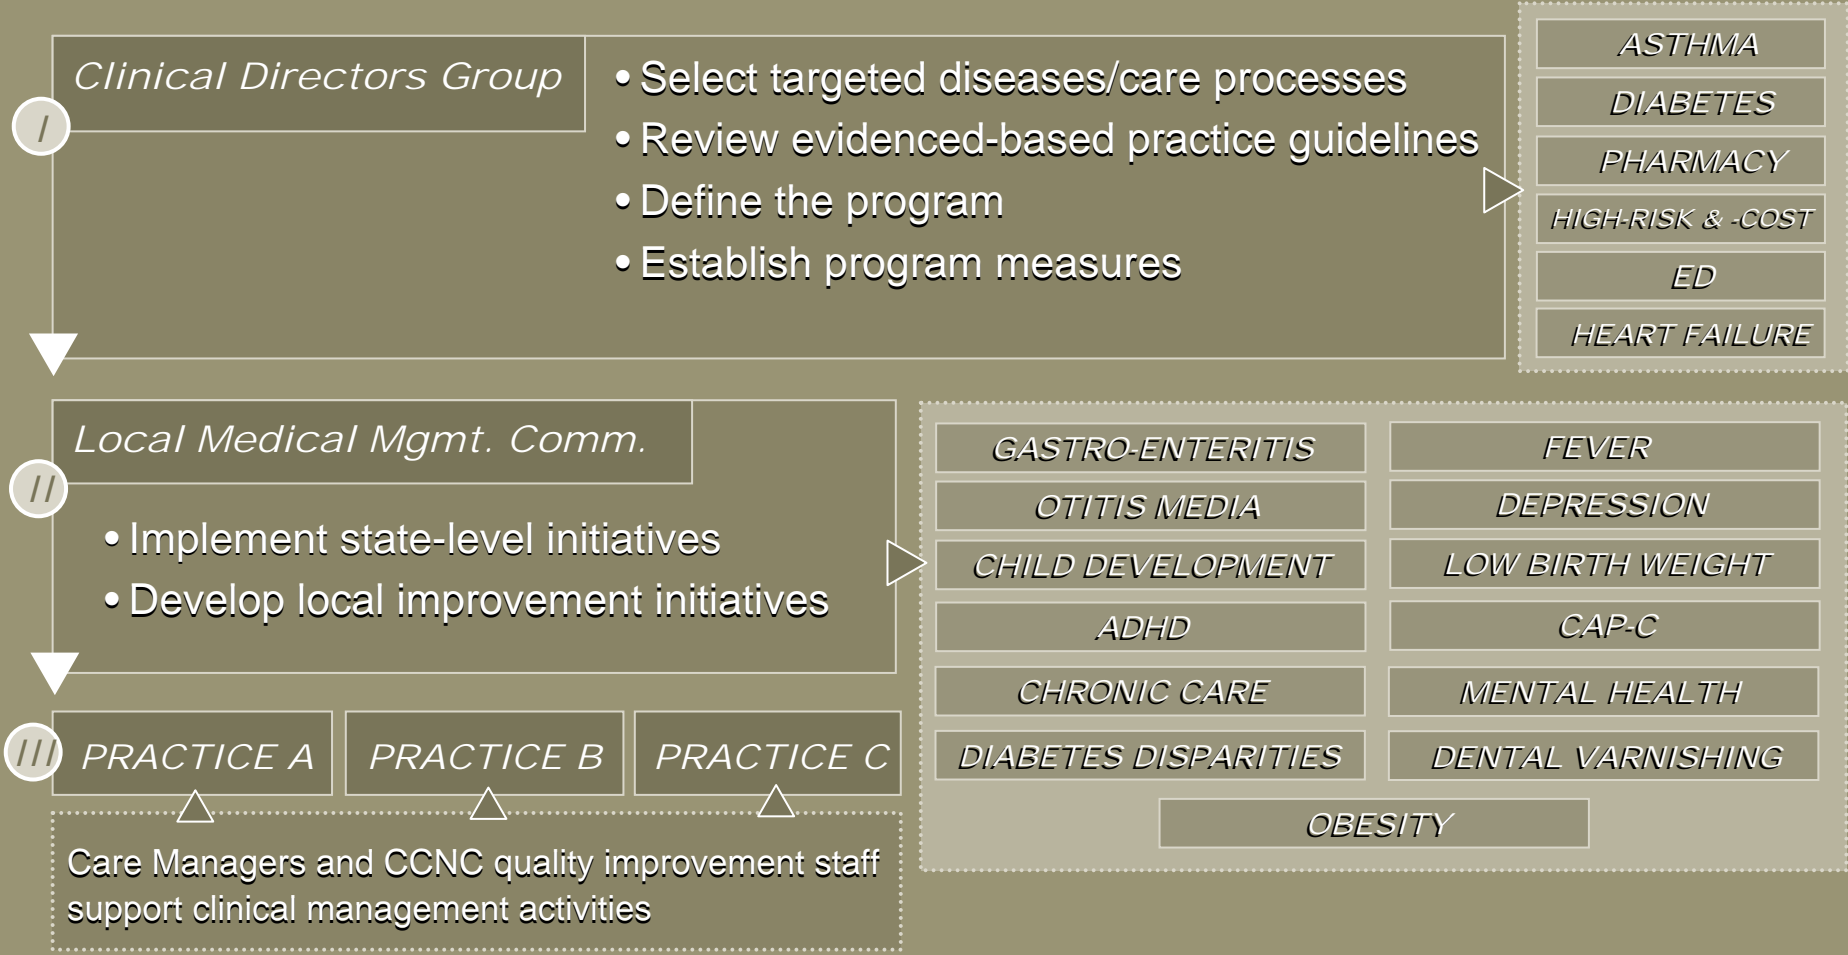 Clinical Directors Group
I
• Select targeted diseases/care processes
• Review evidenced-based practice guidelines
• Define the program
• Establish program measures
ASTHMA
DIABETES
PHARMACY
HIGH-RISK & -COST
ED
HEART FAILURE
Local Medical Mgmt. Comm.
II
• Implement state-level initiatives
• Develop local improvement initiatives
GASTRO-ENTERITIS
FEVER
OTITIS MEDIA
DEPRESSION
CHILD DEVELOPMENT
LOW BIRTH WEIGHT
ADHD
CAP-C
CHRONIC CARE
MENTAL HEALTH
DIABETES DISPARITIES
DENTAL VARNISHING
OBESITY
III
PRACTICE A
PRACTICE B
PRACTICE C
Care Managers and CCNC quality improvement staff
support clinical management activities